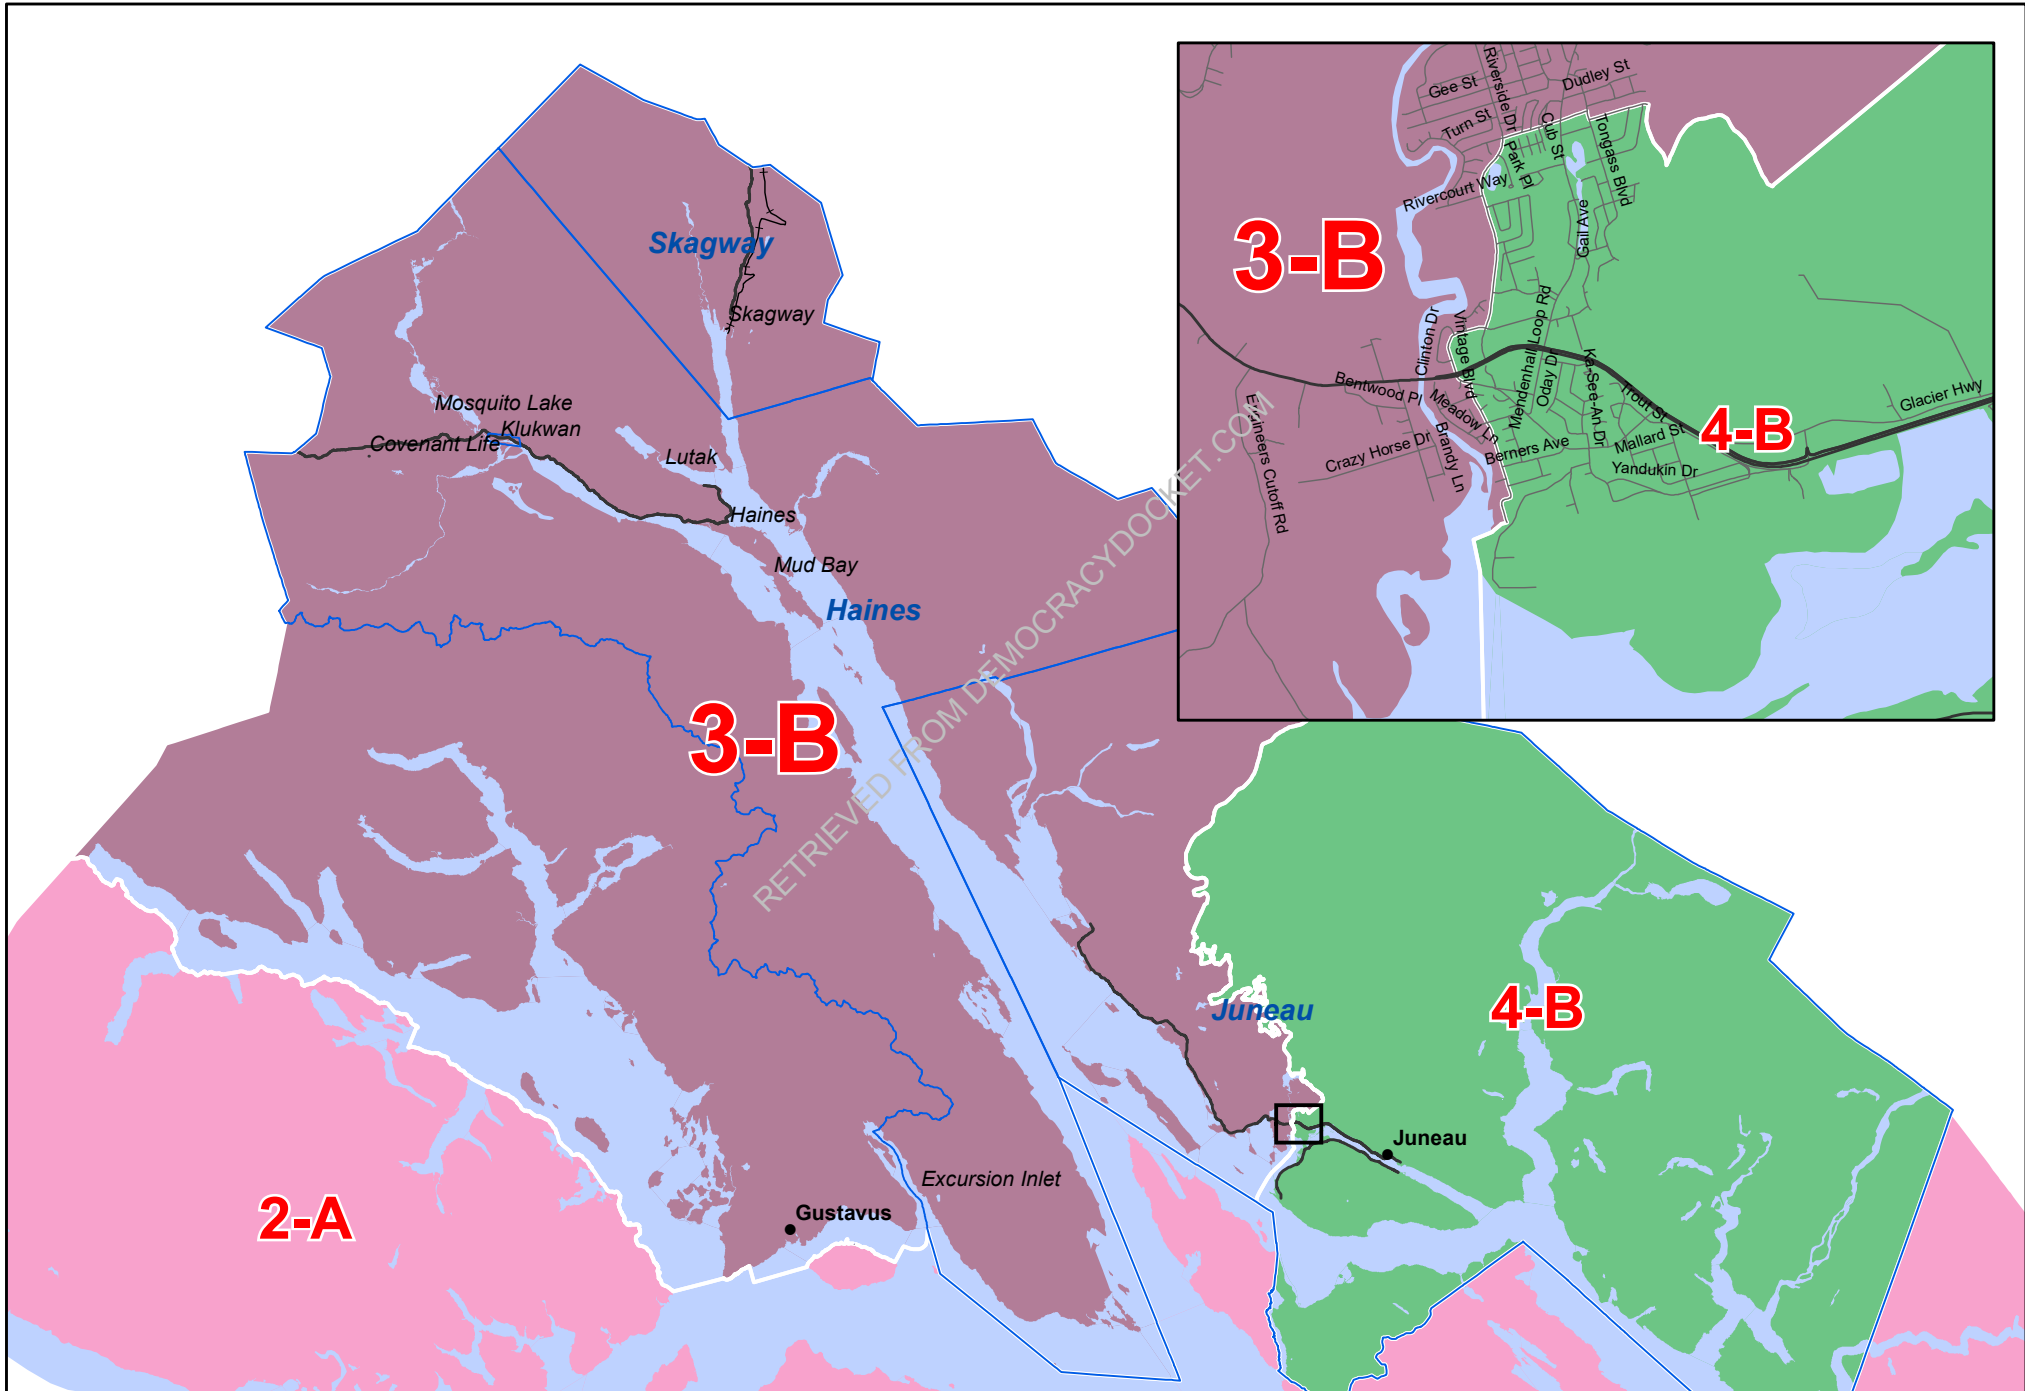 Skagway
Skagway
Mosquito Lake
Klukwan
Covenant Life
Lutak
Haines
Mud Bay
Haines
3-B
2-A
Gustavus
Excursion Inlet
Juneau
4-B
Juneau
RETRIEVED FROM DEMOCRACYDOCKET.COM
Riverside Dr
Dudley St
Gee St
Turn St
Cub St
Tongass Blvd
Park Pl
Rivercourt Way
Gail Ave
3-B
Clinton Dr
Vintage Blvd
Mendenhall Loop Rd
Oday Dr
Ka-See-An Dr
Trout St
Glacier Hwy
Bentwood Pl
Meadow Ln
4-B
Engineers Cutoff Rd
Crazy Horse Dr
Brandy Ln
Berners Ave
Mallard St
Yandukin Dr